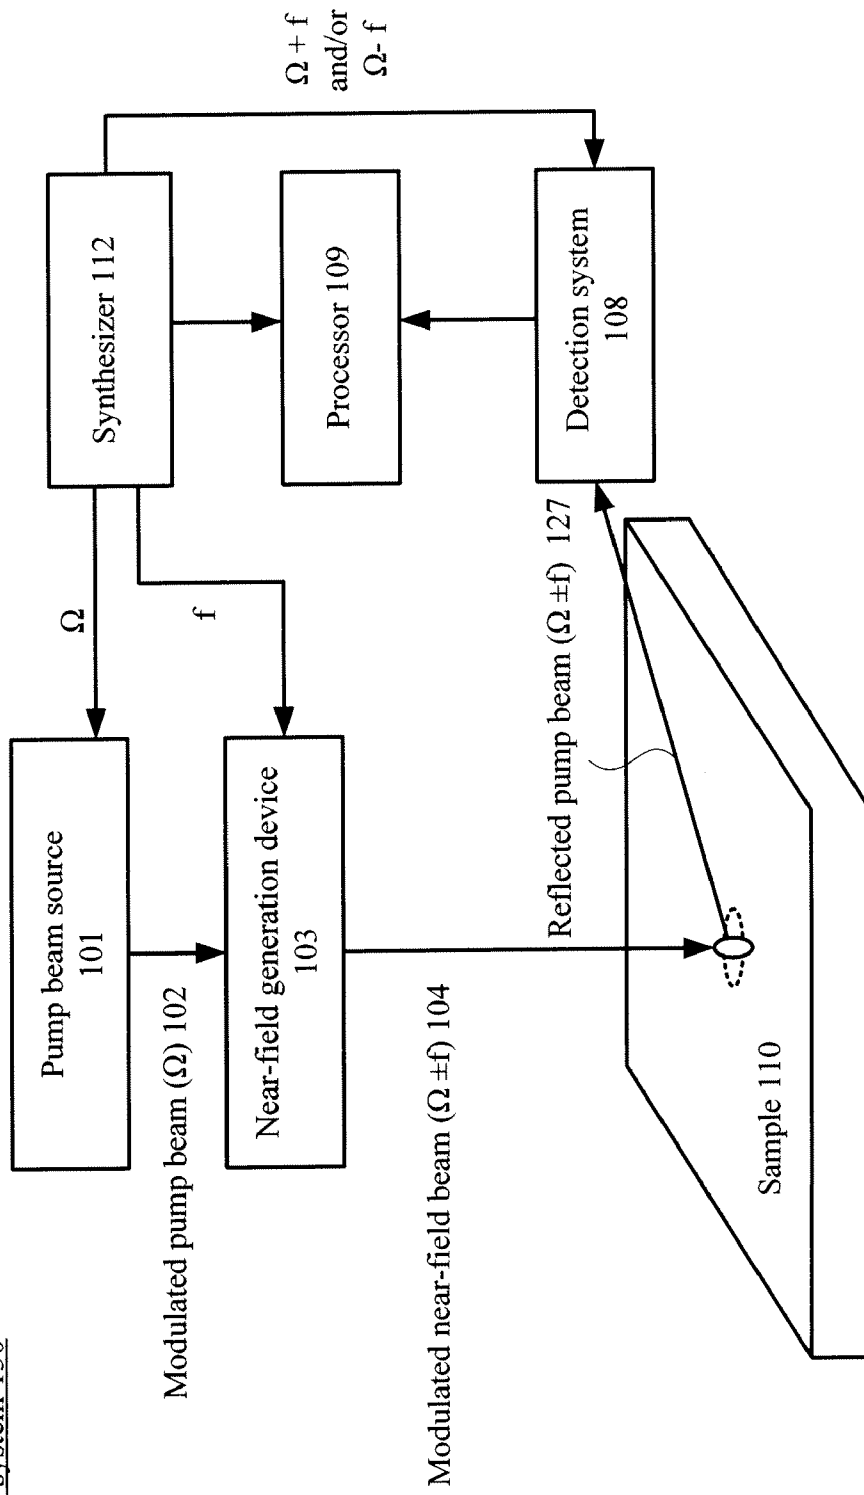 Pump beam source
101
Ω
Synthesizer 112
Ω + f
and/or
Ω- f
Modulated pump beam (Ω) 102
f
Near-field generation device
103
Processor 109
Modulated near-field beam (Ω ±f) 104
Reflected pump beam (Ω ±f) 127
Detection system
108
Sample 110